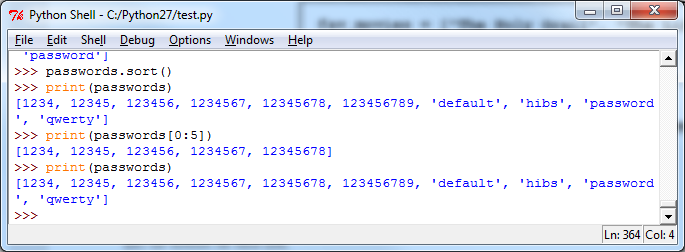 Python Shell - C:/Python27/test.py
File Edit Shell Debug Options Windows Help
'password']
>>> passwords.sort()
>>> print(passwords)
[1234, 12345, 123456, 1234567, 12345678, 123456789, 'default', 'hibs', 'password
', 'qwerty']
>>> print(passwords[0:5])
[1234, 12345, 123456, 1234567, 12345678]
>>> print(passwords)
[1234, 12345, 123456, 1234567, 12345678, 123456789, 'default', 'hibs', 'password
', 'qwerty']
>>>
Ln: 364 Col: 4